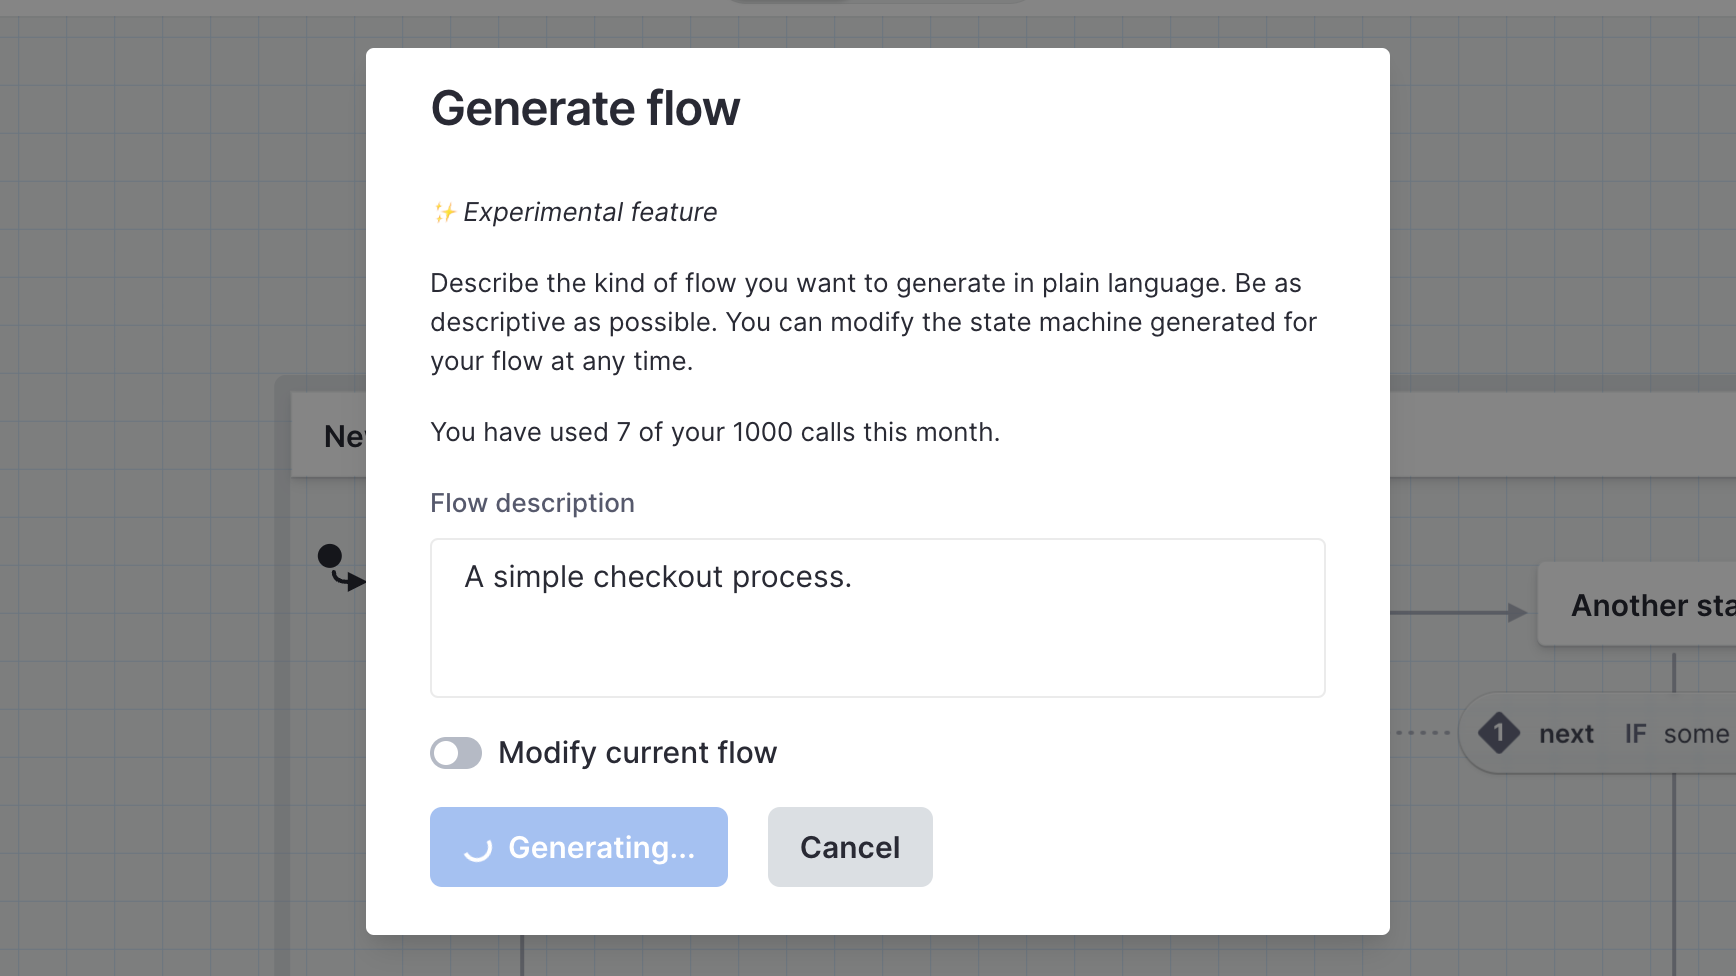 Generate flow
✨ Experimental feature
Describe the kind of flow you want to generate in plain language. Be as
descriptive as possible. You can modify the state machine generated for
your flow at any time.
You have used 7 of your 1000 calls this month.
Flow description
A simple checkout process.
Modify current flow
Generating...
Cancel
Another
1 next IF some